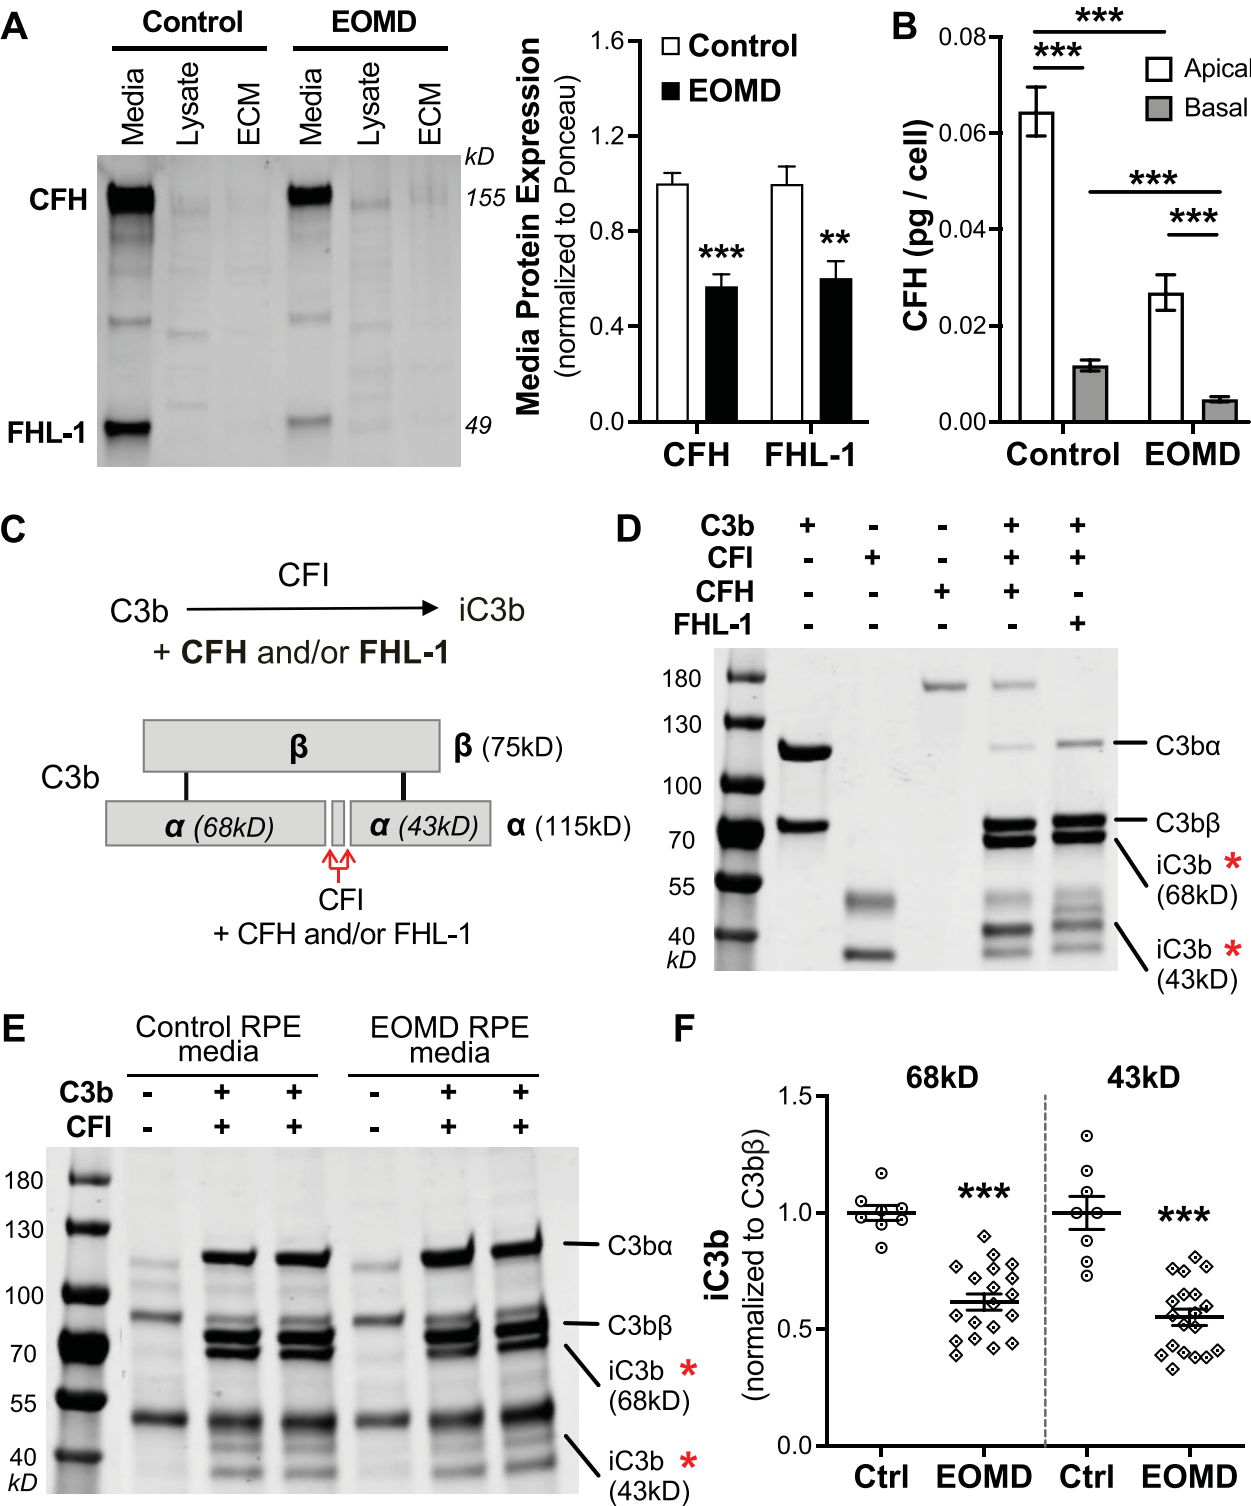 A
Control
EOMD
Media
Lysate
ECM
Media
Lysate
ECM
kD
CFH
155
FHL-1
49
Media Protein Expression
(normalized to Ponceau)
1.6
1.2
0.8
0.4
0.0
Control
EOMD
***
**
CFH
FHL-1
B
CFH (pg / cell)
0.08
0.06
0.04
0.02
0.00
***
***
***
***
Apical
Basal
Control
EOMD
C
CFI
C3b
iC3b
+ CFH and/or FHL-1
β
β (75kD)
C3b
α (68kD)
α (43kD)
α (115kD)
CFI
+ CFH and/or FHL-1
D
C3b + - - + +
CFI - + - + +
CFH - - + + -
FHL-1 - - - - +
180
130
100
70
55
40
kD
C3bα
C3bβ
iC3b *
(68kD)
iC3b *
(43kD)
E
Control RPE
media
EOMD RPE
media
C3b - + + - + +
CFI - + + - + +
180
130
100
70
55
40
kD
C3bα
C3bβ
iC3b *
(68kD)
iC3b *
(43kD)
F
68kD
43kD
iC3b
(normalized to C3bβ)
1.5
1.0
0.5
0.0
***
***
Ctrl
EOMD
Ctrl
EOMD